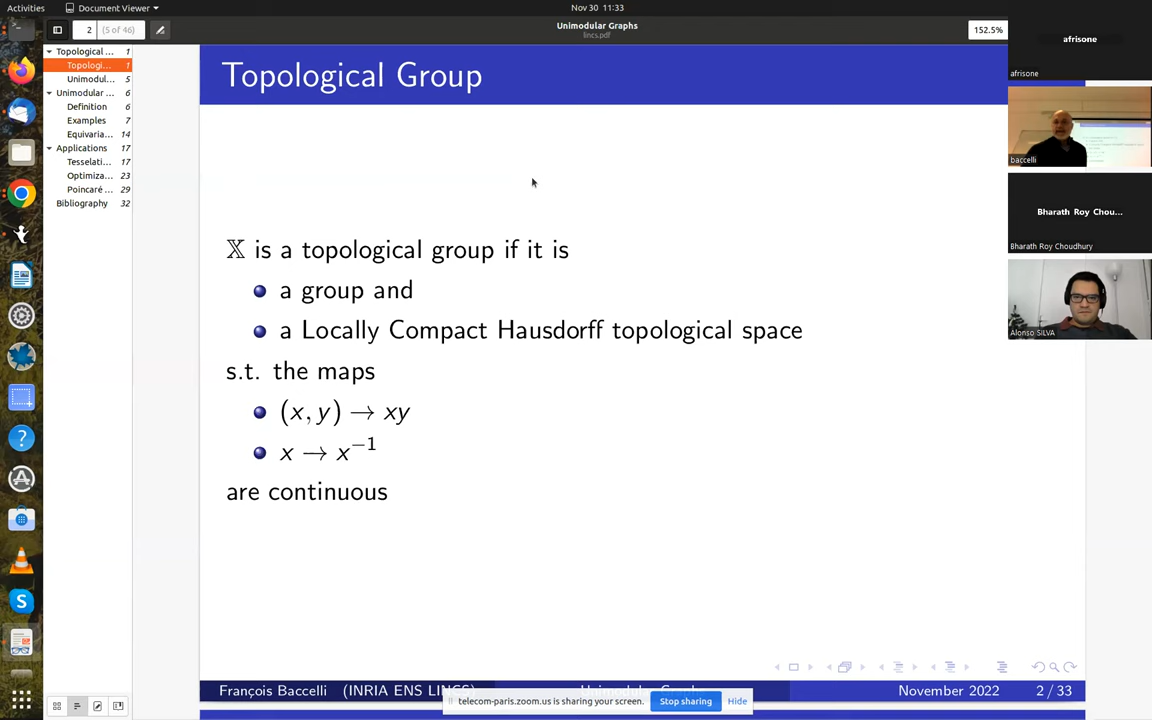 Activities
Document Viewer
Nov 30 11:33
2
(5 of 46)
Unimodular Graphs
lincs.pdf
152.5%
Topological ... 1
Topologi... 1
Unimodul... 5
Unimodular ... 6
Definition 6
Examples 7
Equivaria... 14
Applications 17
Tesselati... 17
Optimiza... 23
Poincaré ... 29
Bibliography 32
Topological Group
𝕏 is a topological group if it is
a group and
a Locally Compact Hausdorff topological space
s.t. the maps
(x, y) → xy
x → x⁻¹
are continuous
François Baccelli (INRIA ENS LINCS)
November 2022
2 / 33
telecom-paris.zoom.us is sharing your screen.
Stop sharing
Hide
afrisone
afrisone
baccelli
Bharath Roy Chou...
Bharath Roy Choudhury
Alonso SILVA